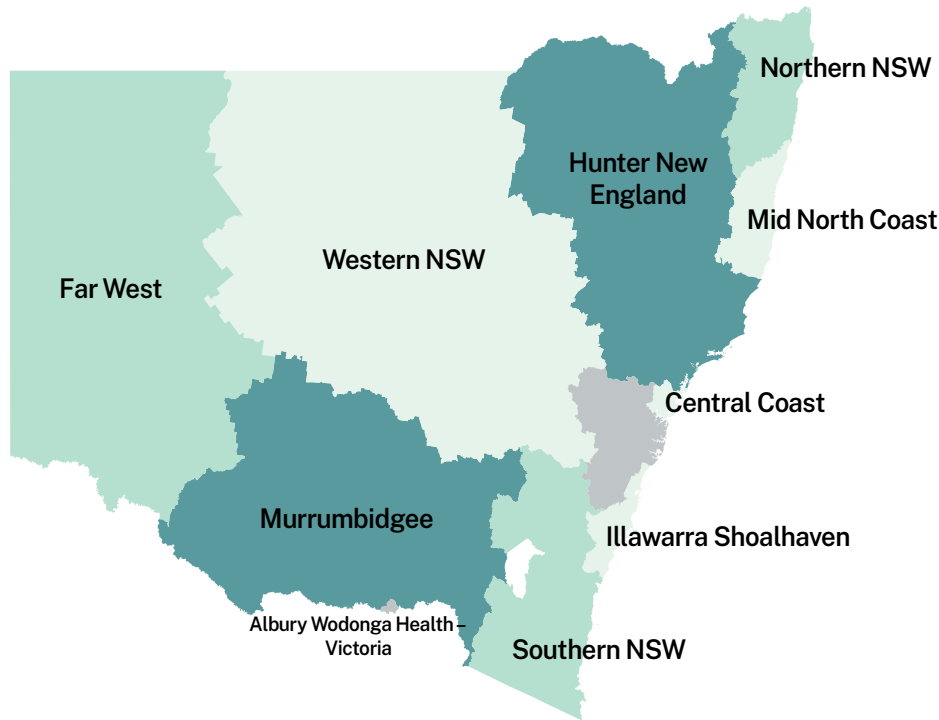 Northern NSW
Hunter New
England
Mid North Coast
Western NSW
Far West
Central Coast
Murrumbidgee
Illawarra Shoalhaven
Albury Wodonga Health –
Victoria
Southern NSW